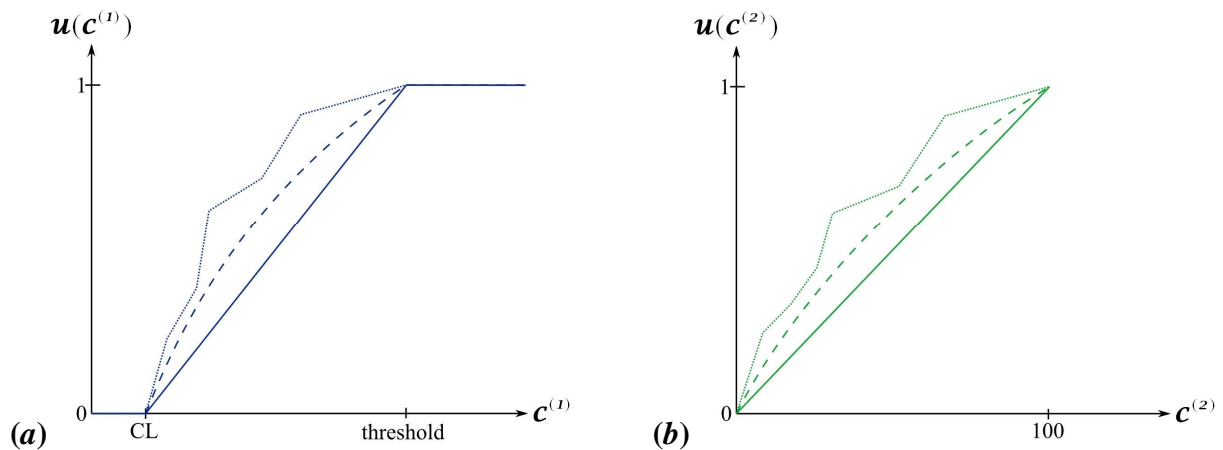 u(c⁽¹⁾)
1
0
CL
threshold
c⁽¹⁾
(a)
u(c⁽²⁾)
1
0
100
c⁽²⁾
(b)